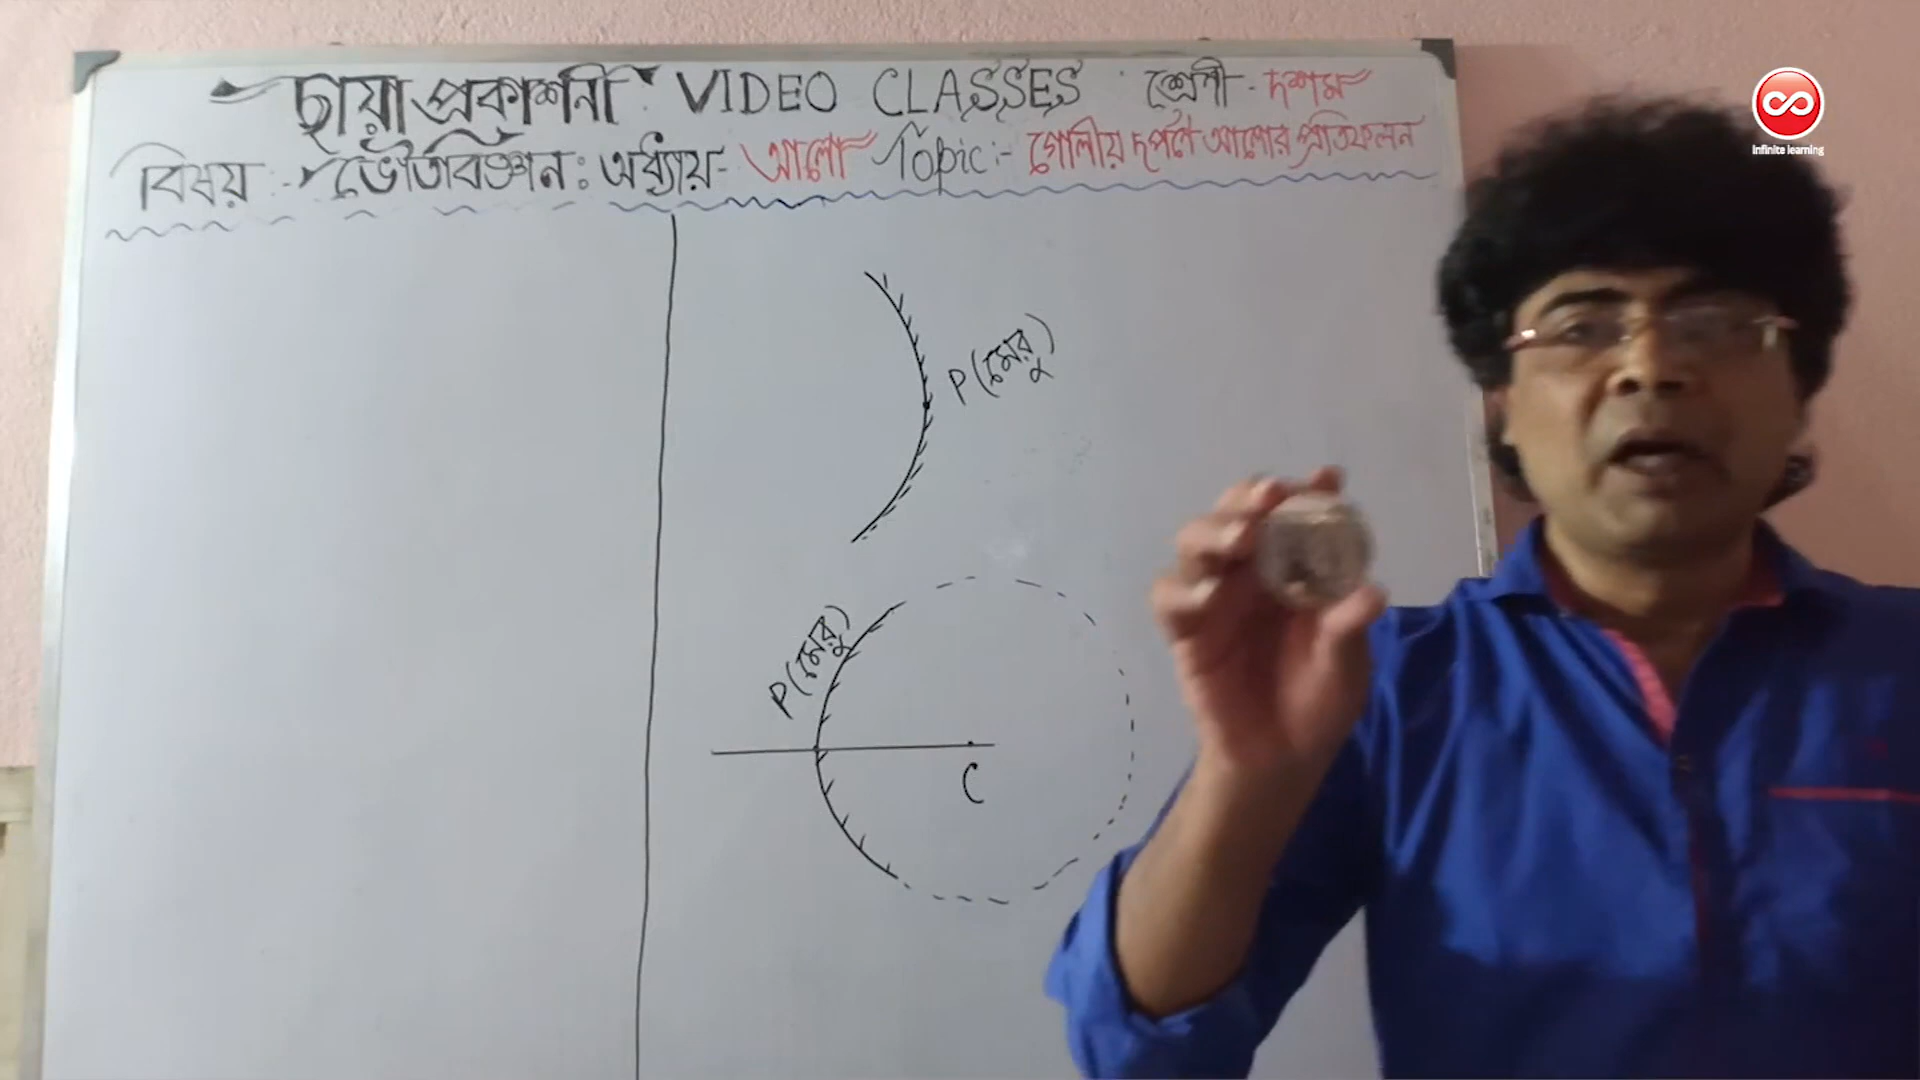 ছায়া প্রকাশনী VIDEO CLASSES শ্রেণী - দশম
বিষয় :- ভৌতবিজ্ঞান : অধ্যায়- আলো Topic :- গোলীয় দর্পণে আলোর প্রতিফলন
infinite learning
P (মেরু)
P (মেরু)
C